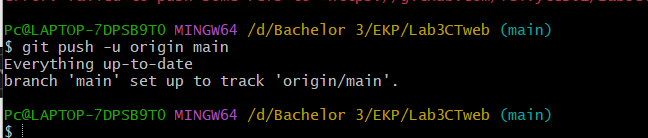 Pc@LAPTOP-7DPSB9T0 MINGW64 /d/Bachelor 3/EKP/Lab3CTweb (main)
$ git push -u origin main
Everything up-to-date
branch 'main' set up to track 'origin/main'.
Pc@LAPTOP-7DPSB9T0 MINGW64 /d/Bachelor 3/EKP/Lab3CTweb (main)
$